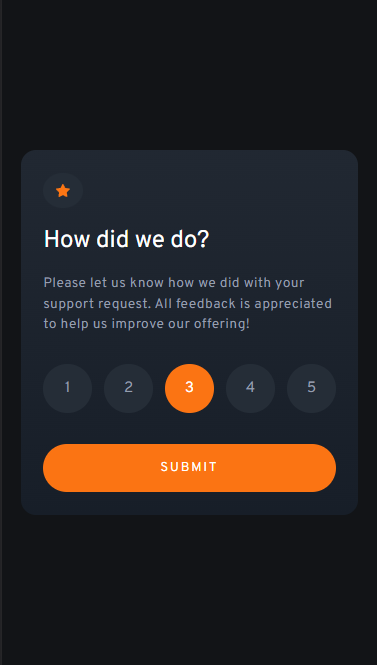 How did we do?
Please let us know how we did with your
support request. All feedback is appreciated
to help us improve our offering!
1 2 3 4 5
SUBMIT